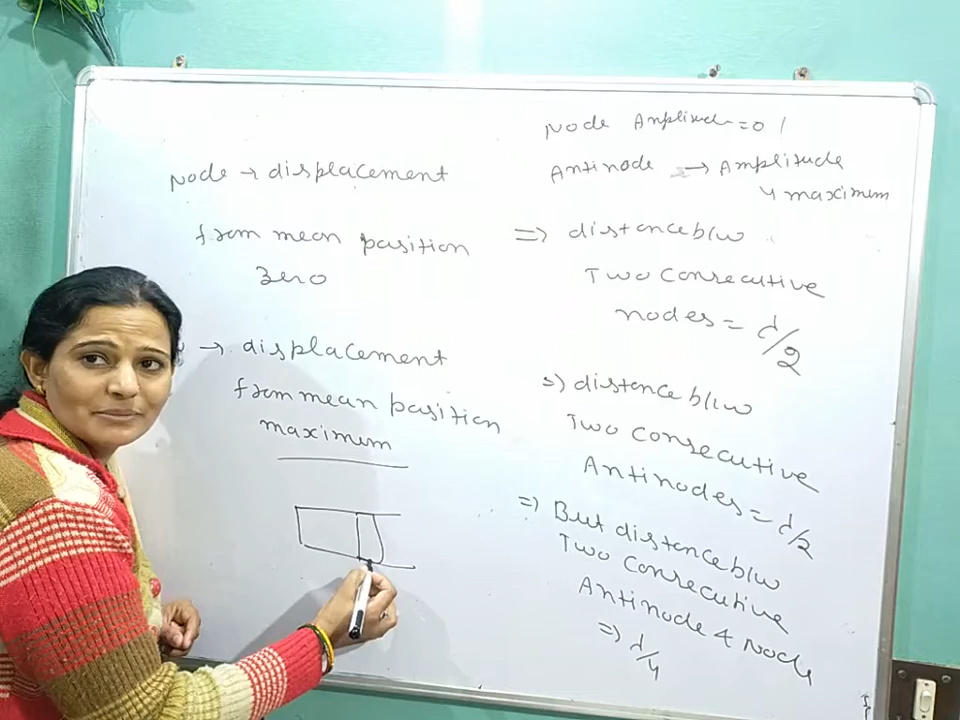 Node → displacement
from mean position
zero
→ displacement
from mean position
maximum
Node Amplitude = 0
Antinode → Amplitude
maximum
=> distance b/w
Two Consecutive
nodes = λ/2
=> distance b/w
Two Consecutive
Antinodes = λ/2
=> But distance b/w
Two Consecutive
Antinode & Node
=> λ/4